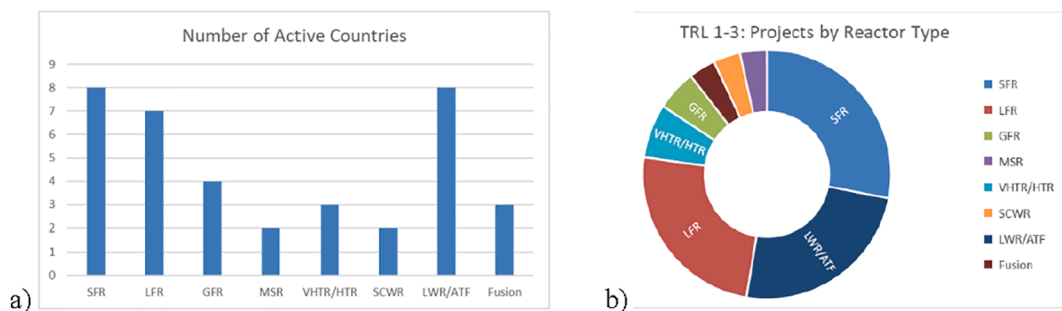 Number of Active Countries
9
8
7
6
5
4
3
2
1
0
SFR LFR GFR MSR VHTR/HTR SCWR LWR/ATF Fusion
a)
TRL 1-3: Projects by Reactor Type
SFR
LWR/ATF
LFR
VHTR/HTR
GFR
SFR
LFR
GFR
MSR
VHTR/HTR
SCWR
LWR/ATF
Fusion
b)